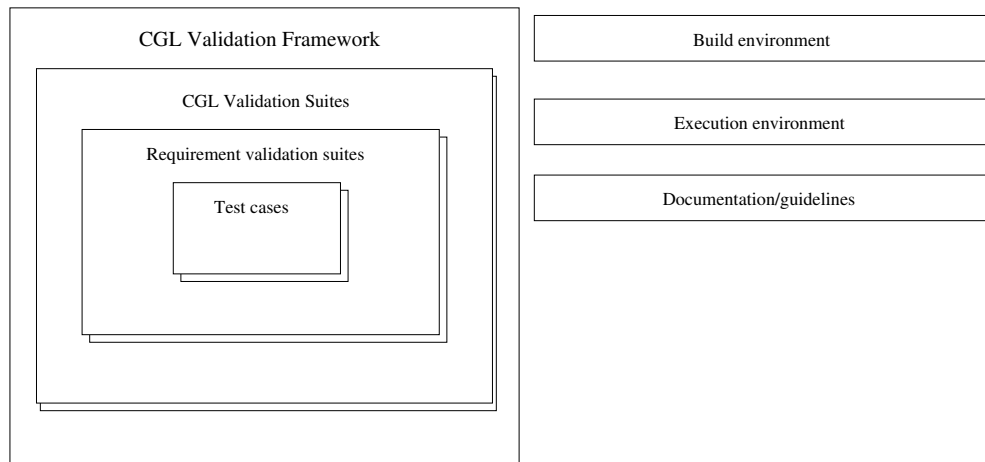 CGL Validation Framework
CGL Validation Suites
Requirement validation suites
Test cases
Build environment
Execution environment
Documentation/guidelines